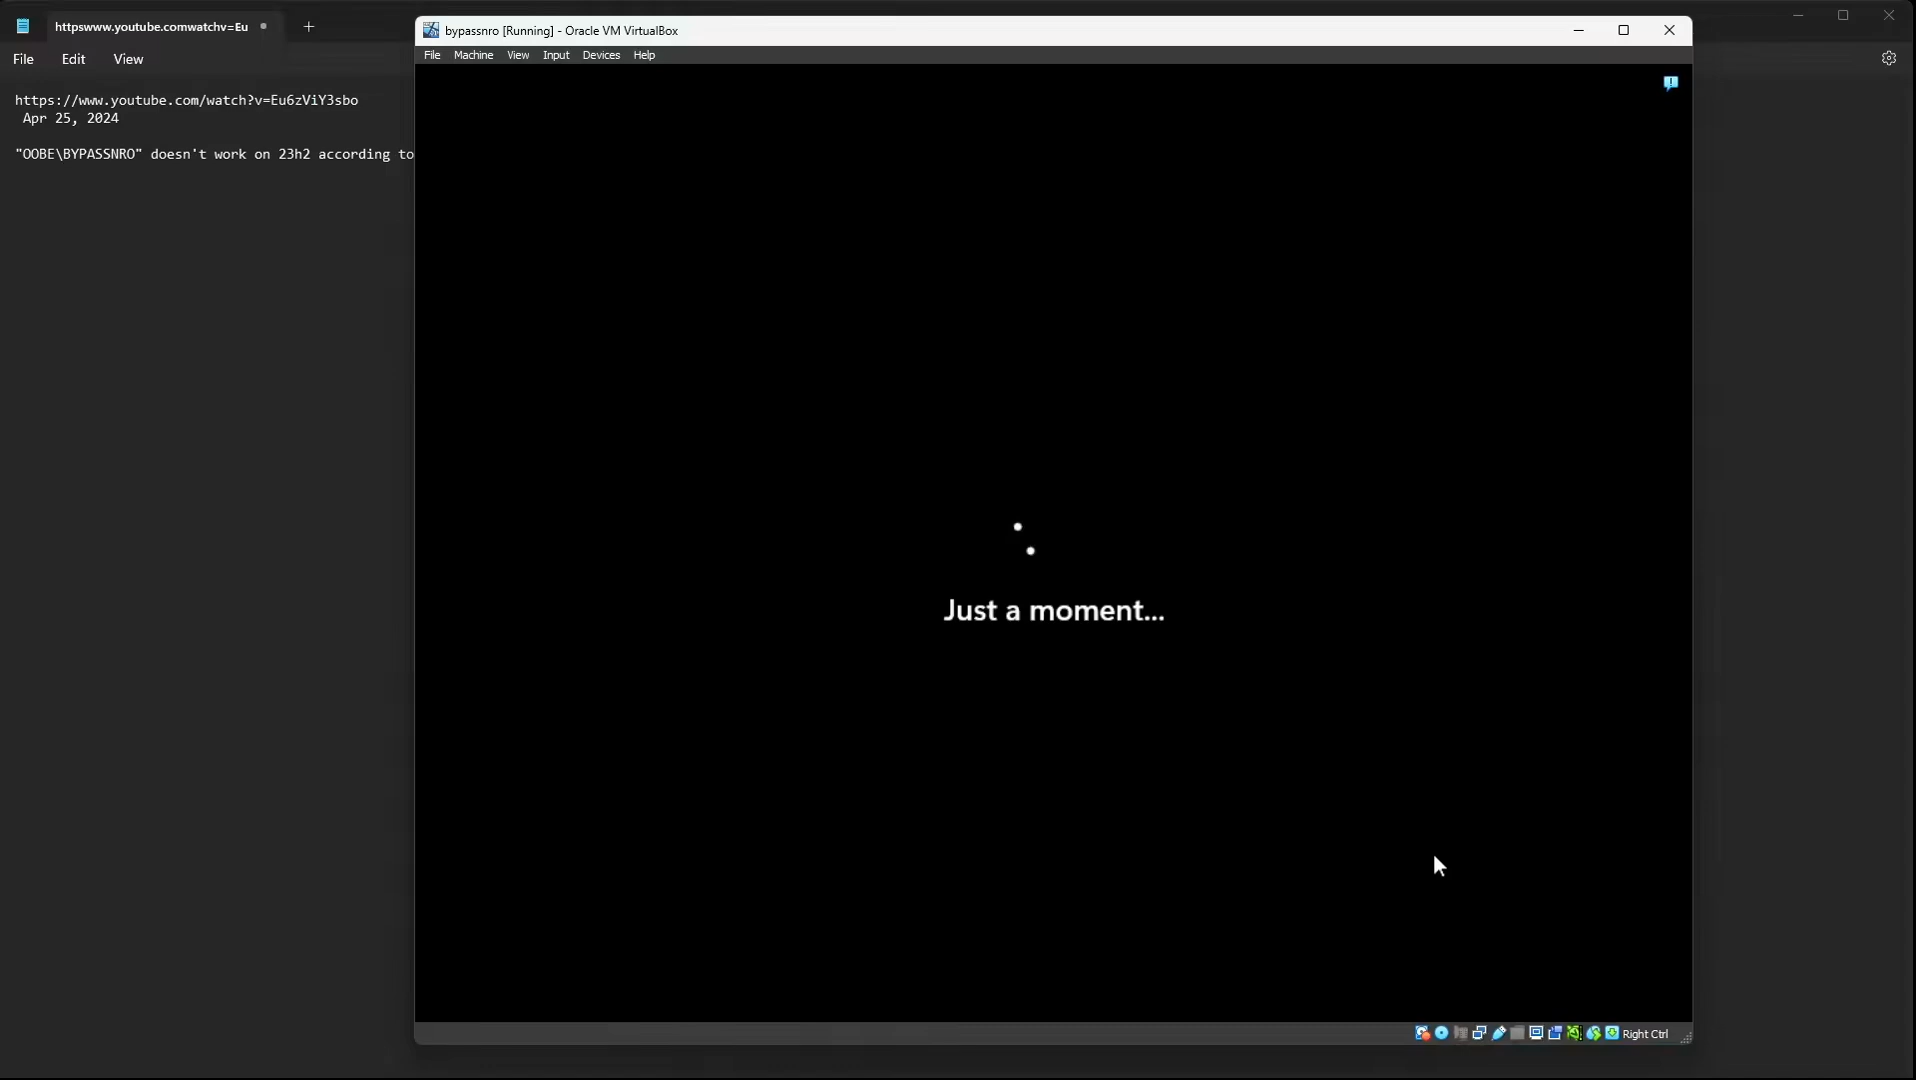 httpswww.youtube.comwatchv=Eu
File Edit View
https://www.youtube.com/watch?v=Eu6zViY3sbo
Apr 25, 2024
"OOBE\BYPASSNRO" doesn't work on 23h2 according to
bypassnro [Running] - Oracle VM VirtualBox
File Machine View Input Devices Help
Just a moment...
Right Ctrl